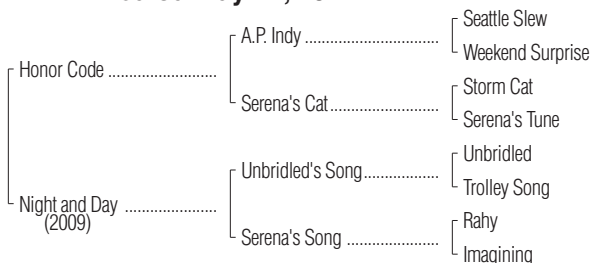 Seattle Slew
A.P. Indy ..................................
Weekend Surprise
Honor Code ...........................
Storm Cat
Serena's Cat...........................
Serena's Tune
Unbridled
Unbridled's Song...................
Trolley Song
Night and Day .......................
(2009)
Rahy
Serena's Song .......................
Imagining